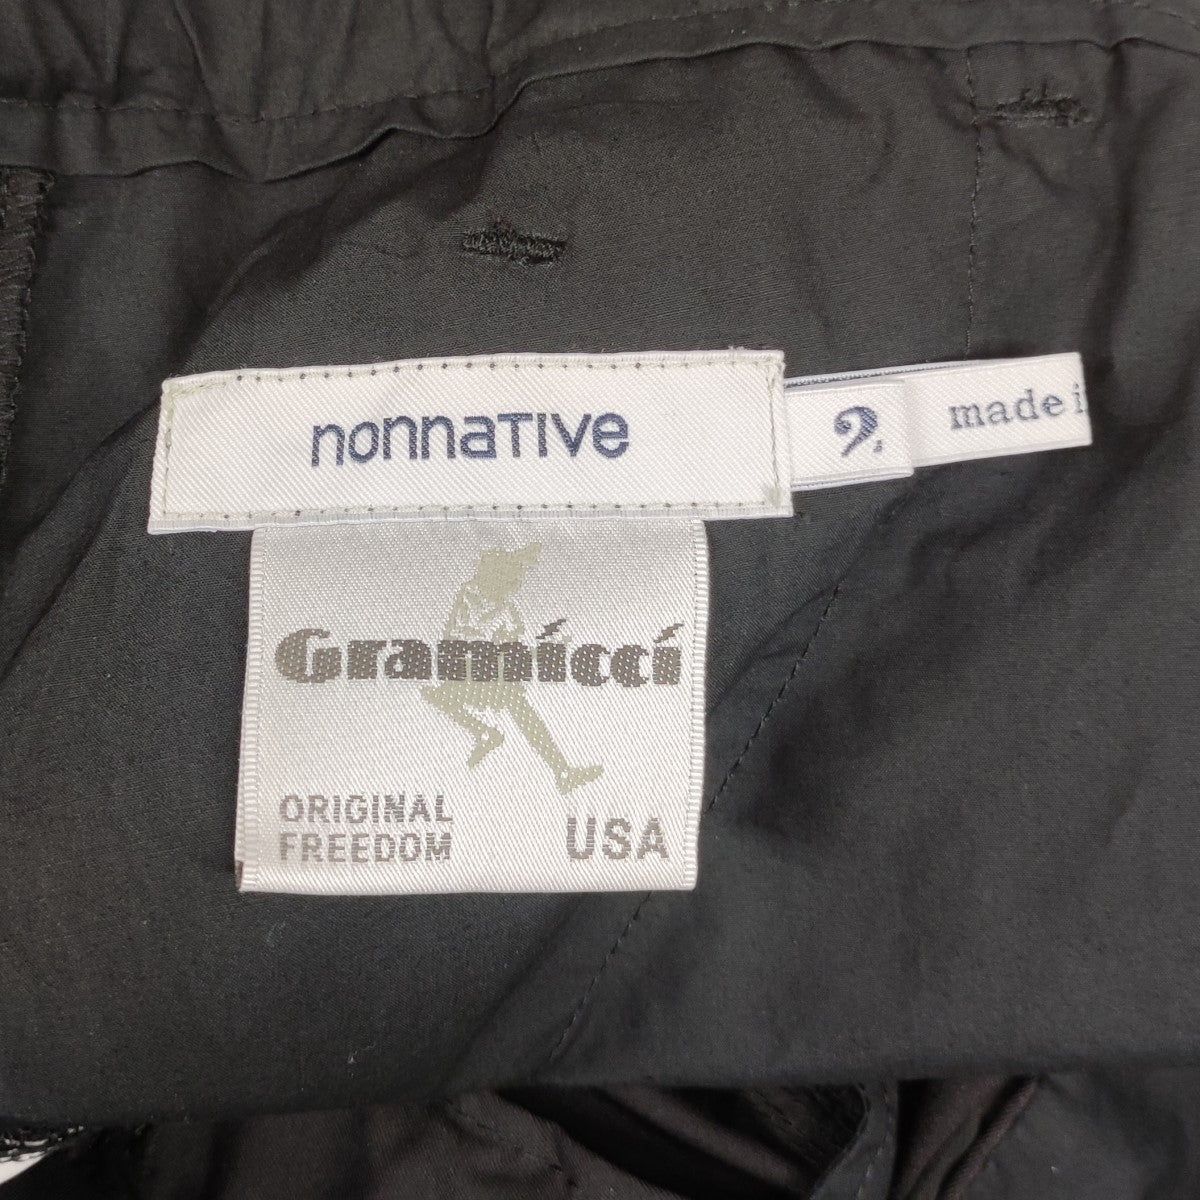 nonnative
2. made i
Gramicci
ORIGINAL
FREEDOM USA